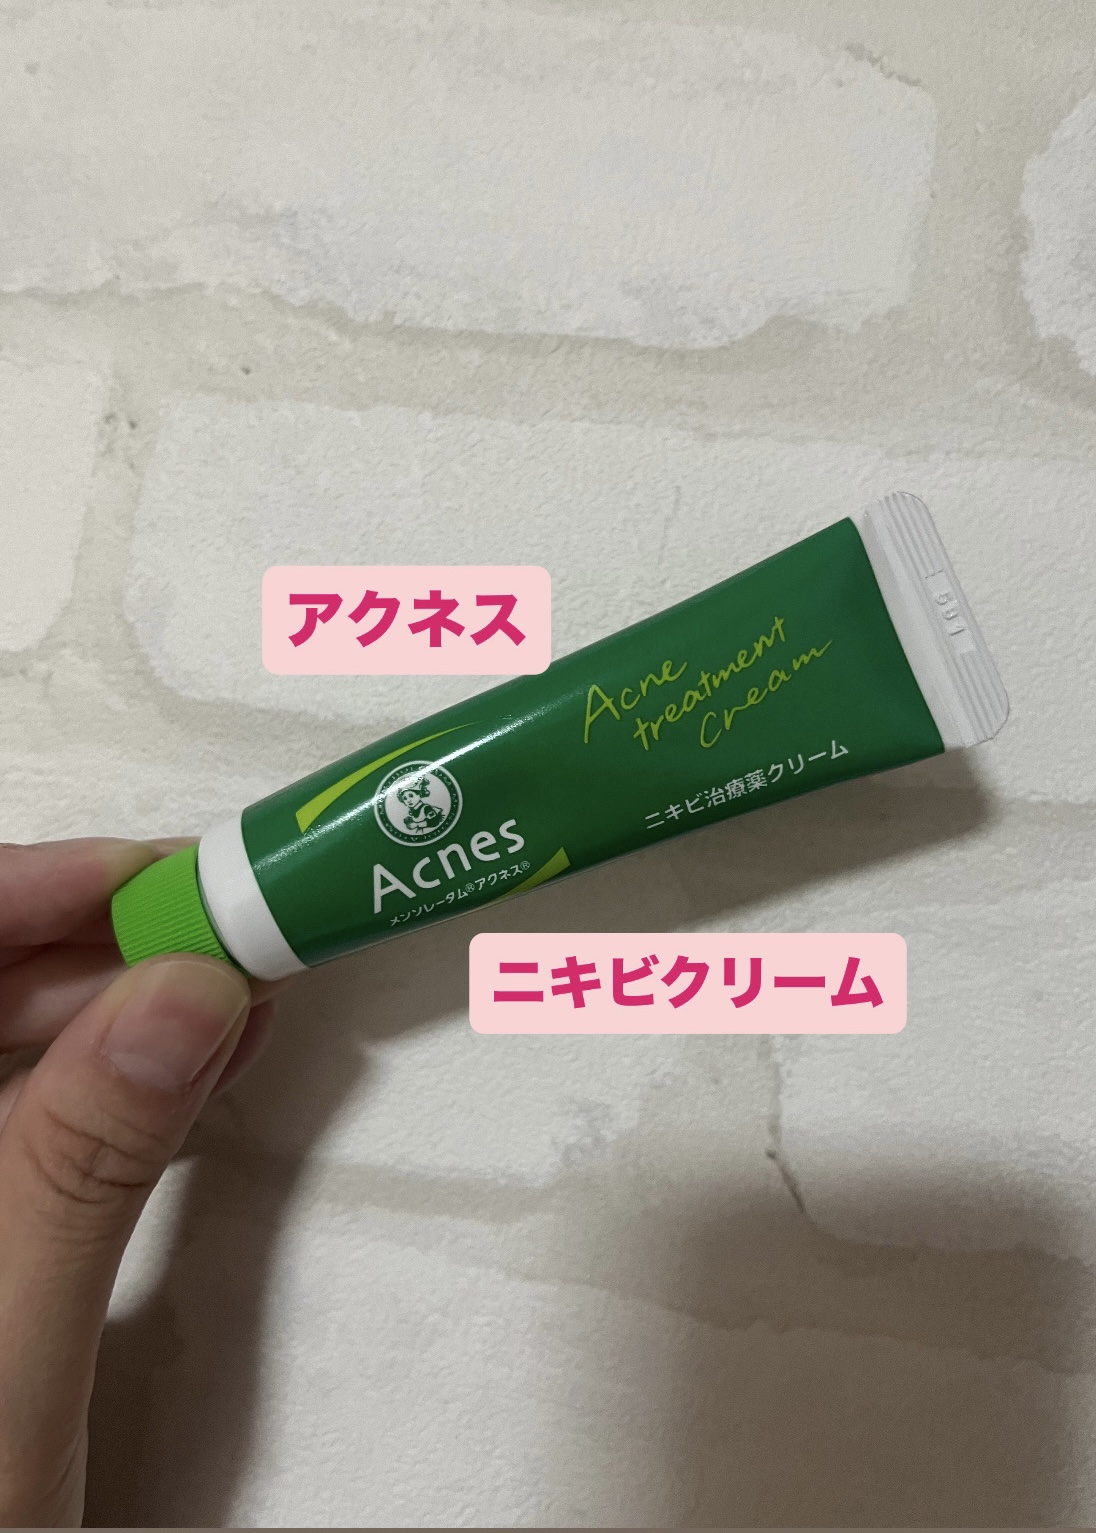 アクネス
Acne
treatment
Cream
ニキビ治療薬クリーム
Acnes
メンソレータム®アクネス®
ニキビクリーム